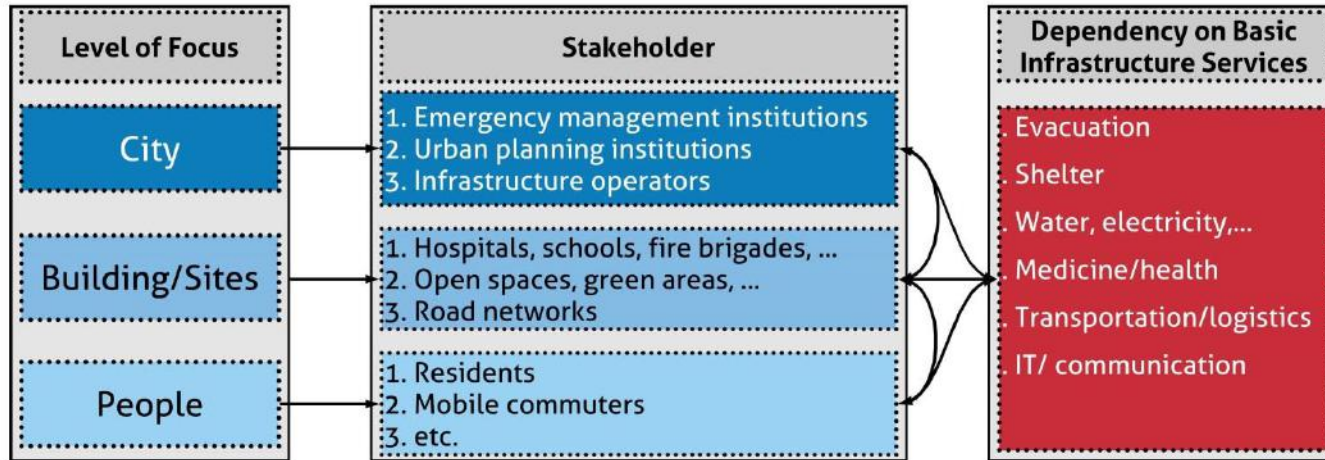 Level of Focus
City
Building/Sites
People
Stakeholder
1. Emergency management institutions
2. Urban planning institutions
3. Infrastructure operators
1. Hospitals, schools, fire brigades, ...
2. Open spaces, green areas, ...
3. Road networks
1. Residents
2. Mobile commuters
3. etc.
Dependency on Basic
Infrastructure Services
. Evacuation
. Shelter
. Water, electricity,...
. Medicine/health
. Transportation/logistics
. IT/ communication